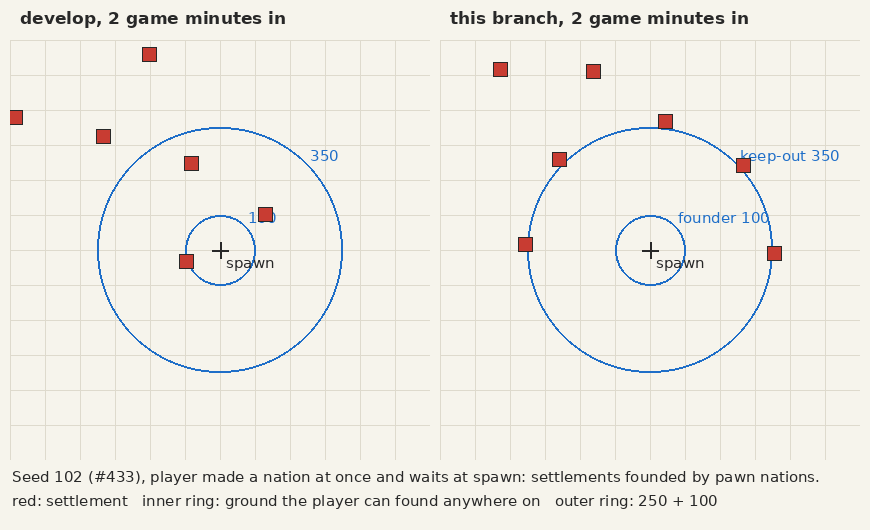 develop, 2 game minutes in
350
100
spawn
this branch, 2 game minutes in
keep-out 350
founder 100
spawn
Seed 102 (#433), player made a nation at once and waits at spawn: settlements founded by pawn nations.
red: settlement   inner ring: ground the player can found anywhere on   outer ring: 250 + 100